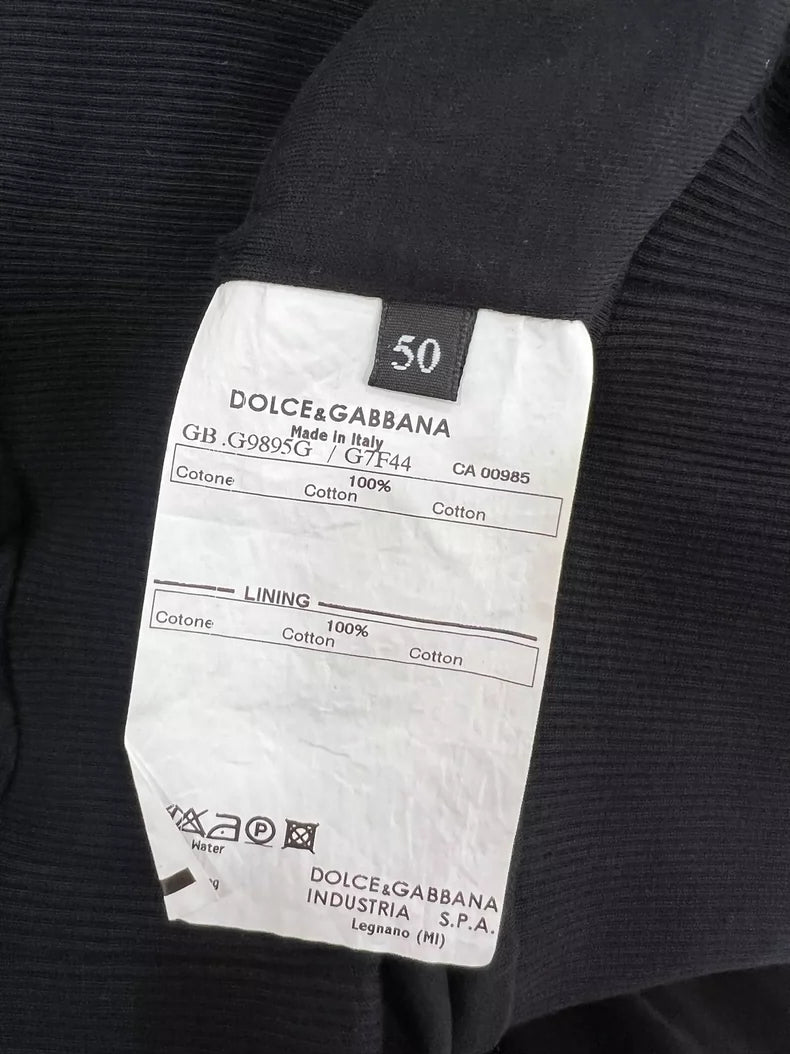 50
DOLCE&GABBANA
Made in Italy
GB.G9895G / G7F44 CA 00985
100%
Cotone Cotton Cotton
LINING
100%
Cotone Cotton Cotton
P
Water
DOLCE&GABBANA
INDUSTRIA S.P.A.
Legnano (MI)